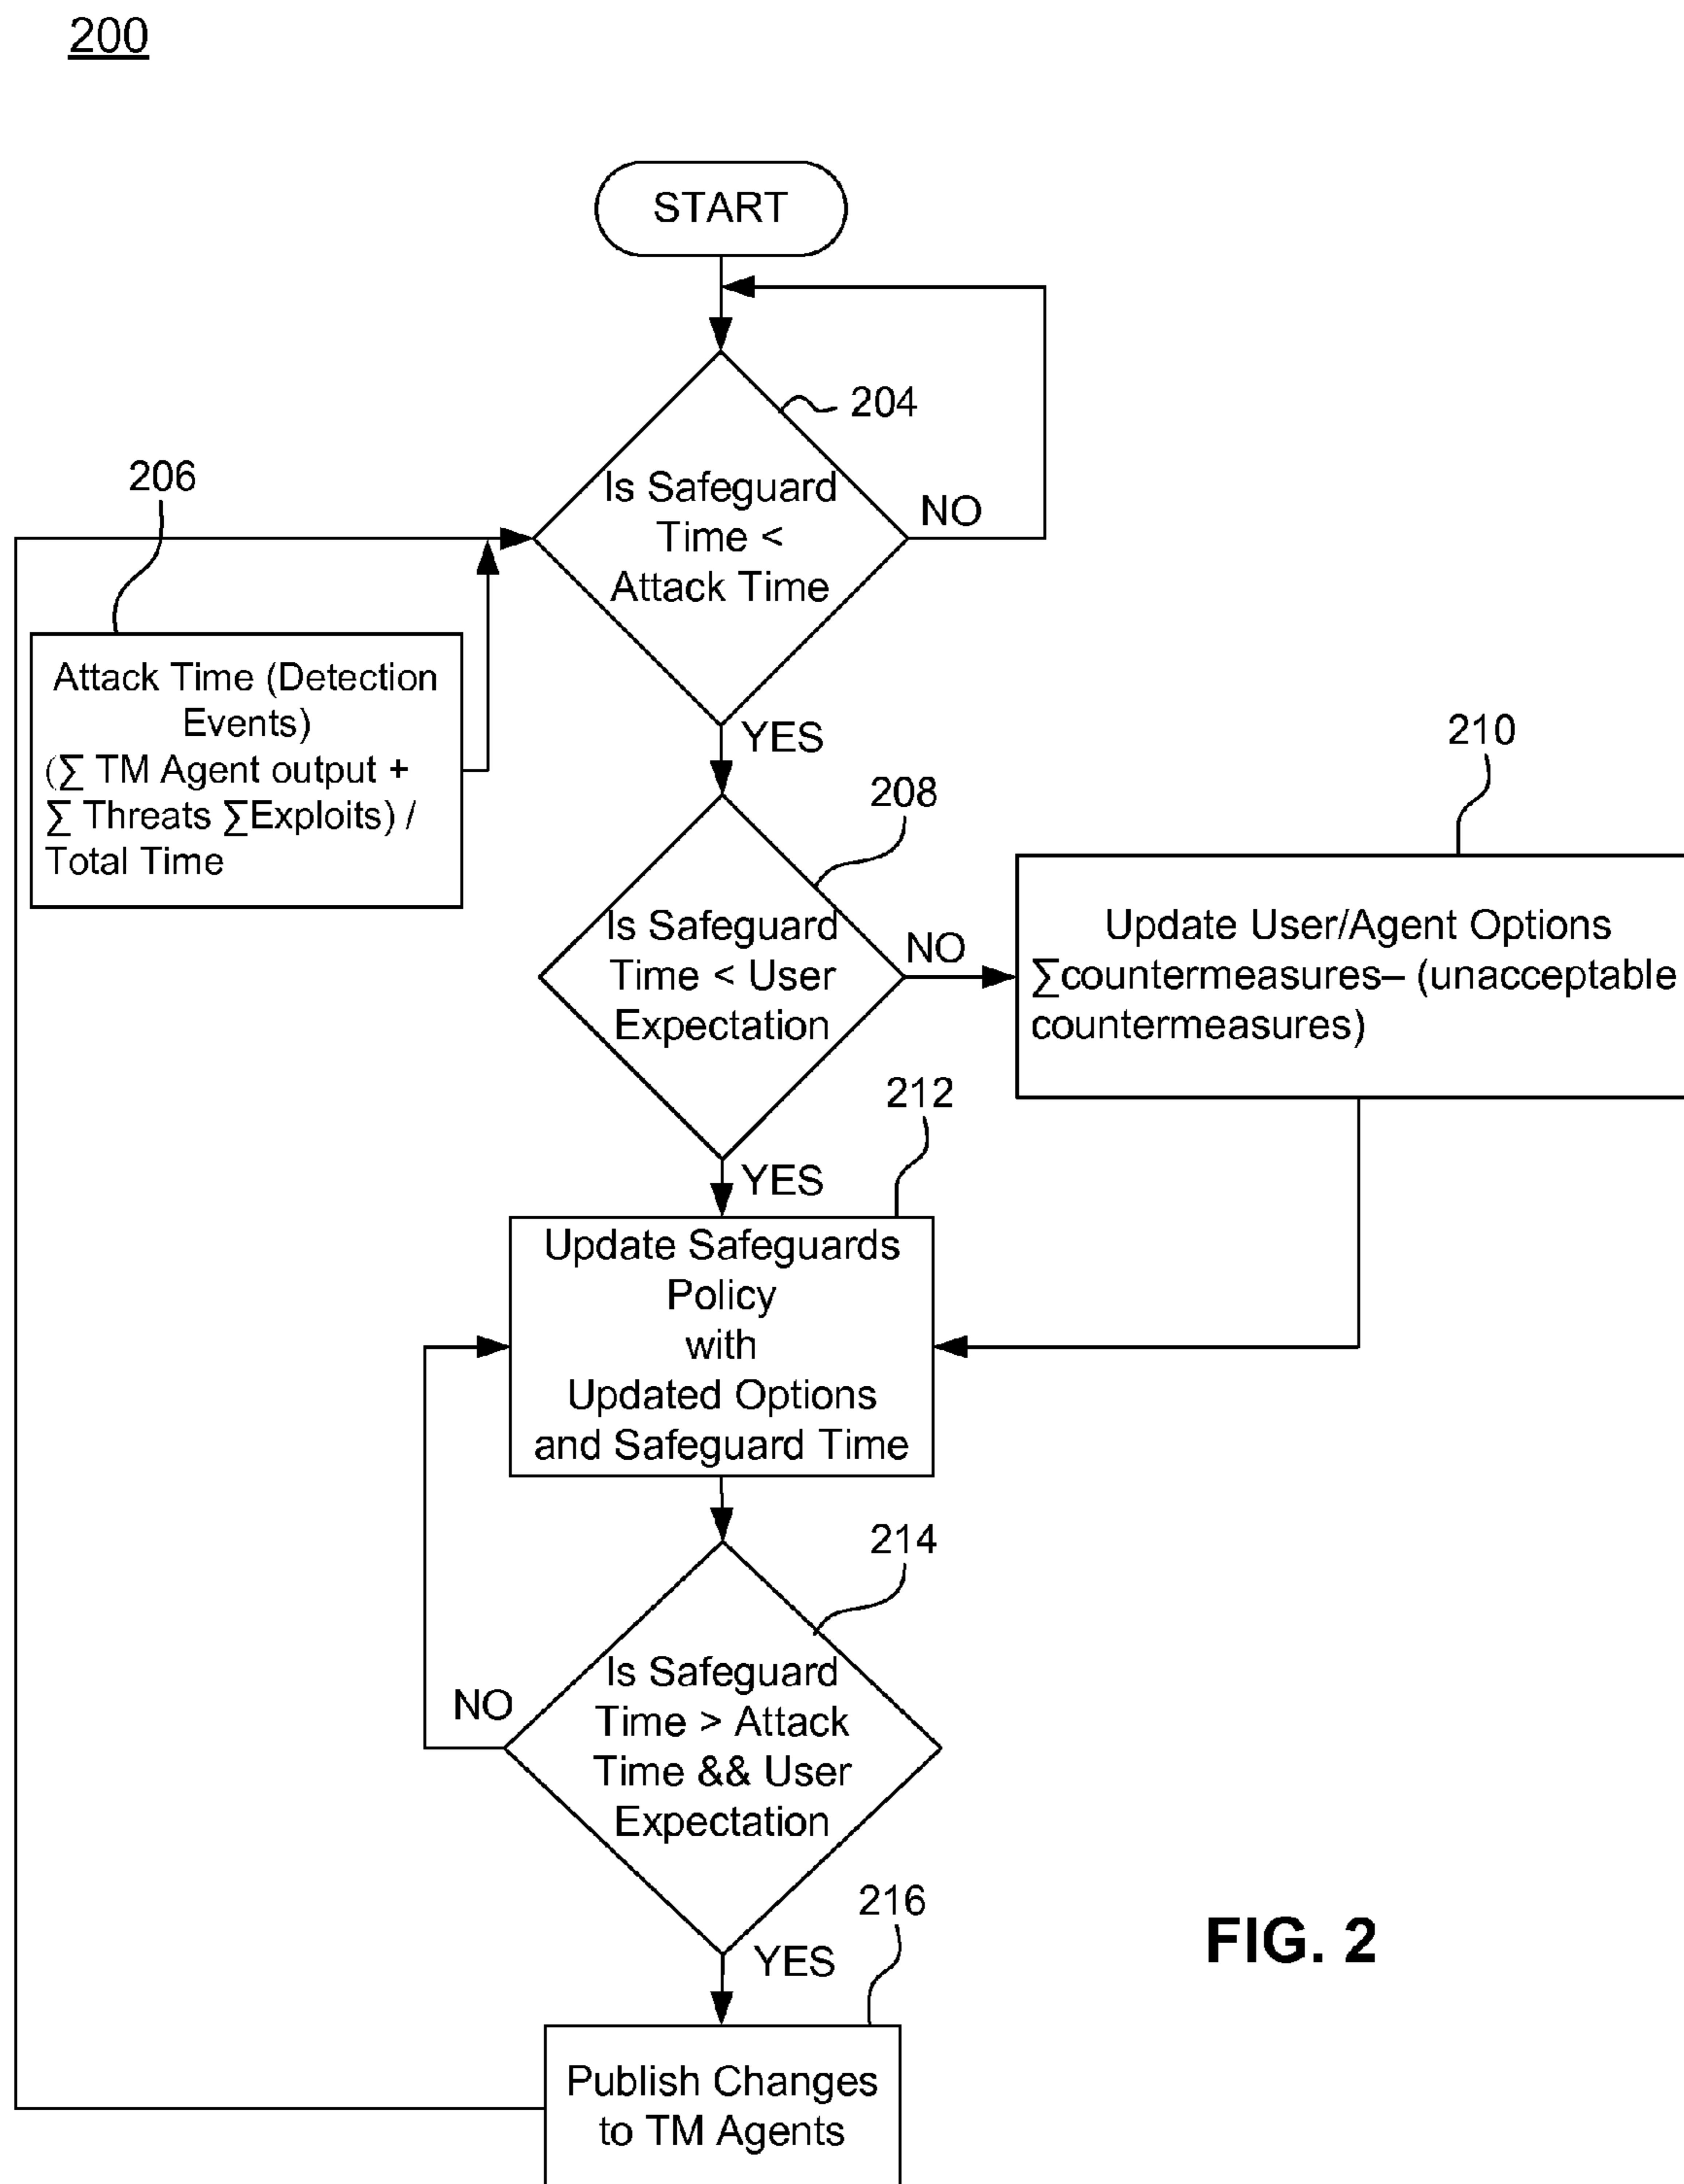 200
START
204
Is Safeguard
Time <
Attack Time
NO
206
Attack Time (Detection
Events)
(∑ TM Agent output +
∑ Threats ∑Exploits) /
Total Time
YES
208
Is Safeguard
Time < User
Expectation
NO
210
Update User/Agent Options
∑countermeasures– (unacceptable
countermeasures)
YES
212
Update Safeguards
Policy
with
Updated Options
and Safeguard Time
214
Is Safeguard
Time > Attack
Time && User
Expectation
NO
YES
216
Publish Changes
to TM Agents
FIG. 2